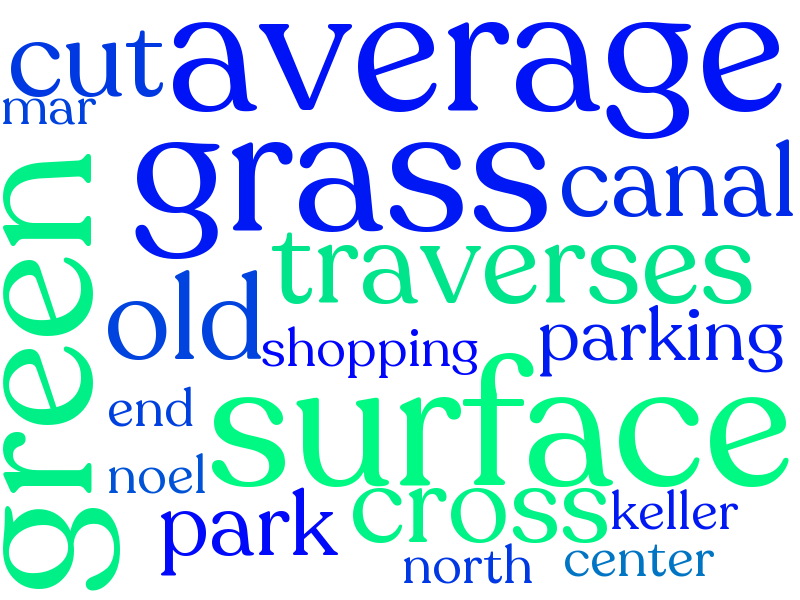 cut average
mar
grass canal
green
traverses
old
shopping parking
end surface
noel
park cross keller
north center